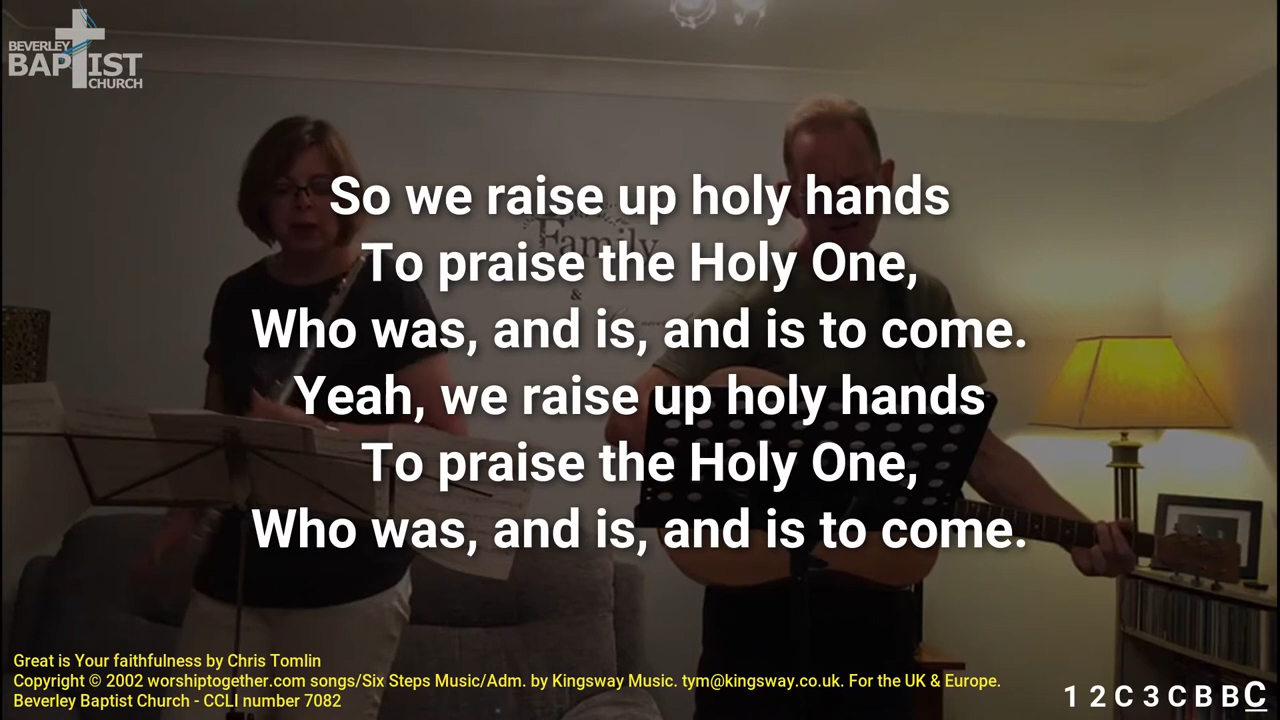 BEVERLEY
BAPTIST
CHURCH
So we raise up holy hands
To praise the Holy One,
Who was, and is, and is to come.
Yeah, we raise up holy hands
To praise the Holy One,
Who was, and is, and is to come.
Family
&
Great is Your faithfulness by Chris Tomlin
Copyright © 2002 worshiptogether.com songs/Six Steps Music/Adm. by Kingsway Music. tym@kingsway.co.uk. For the UK & Europe.
Beverley Baptist Church - CCLI number 7082
1 2 C 3 C B B C